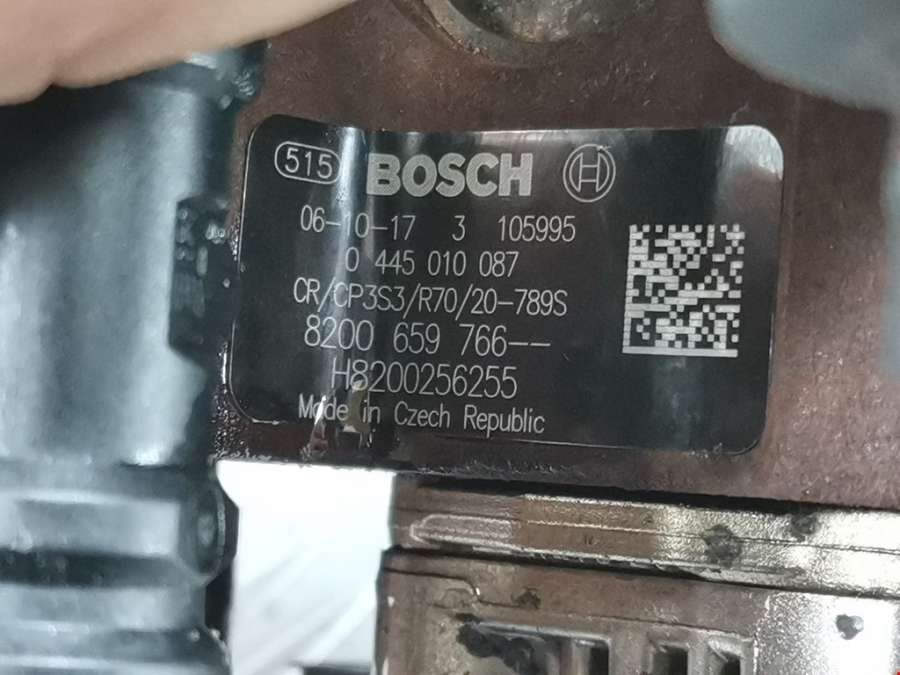 515 BOSCH
06-10-17 3 105995
0 445 010 087
CR/CP3S3/R70/20-789S
8200 659 766--
H8200256255
Made in Czech Republic